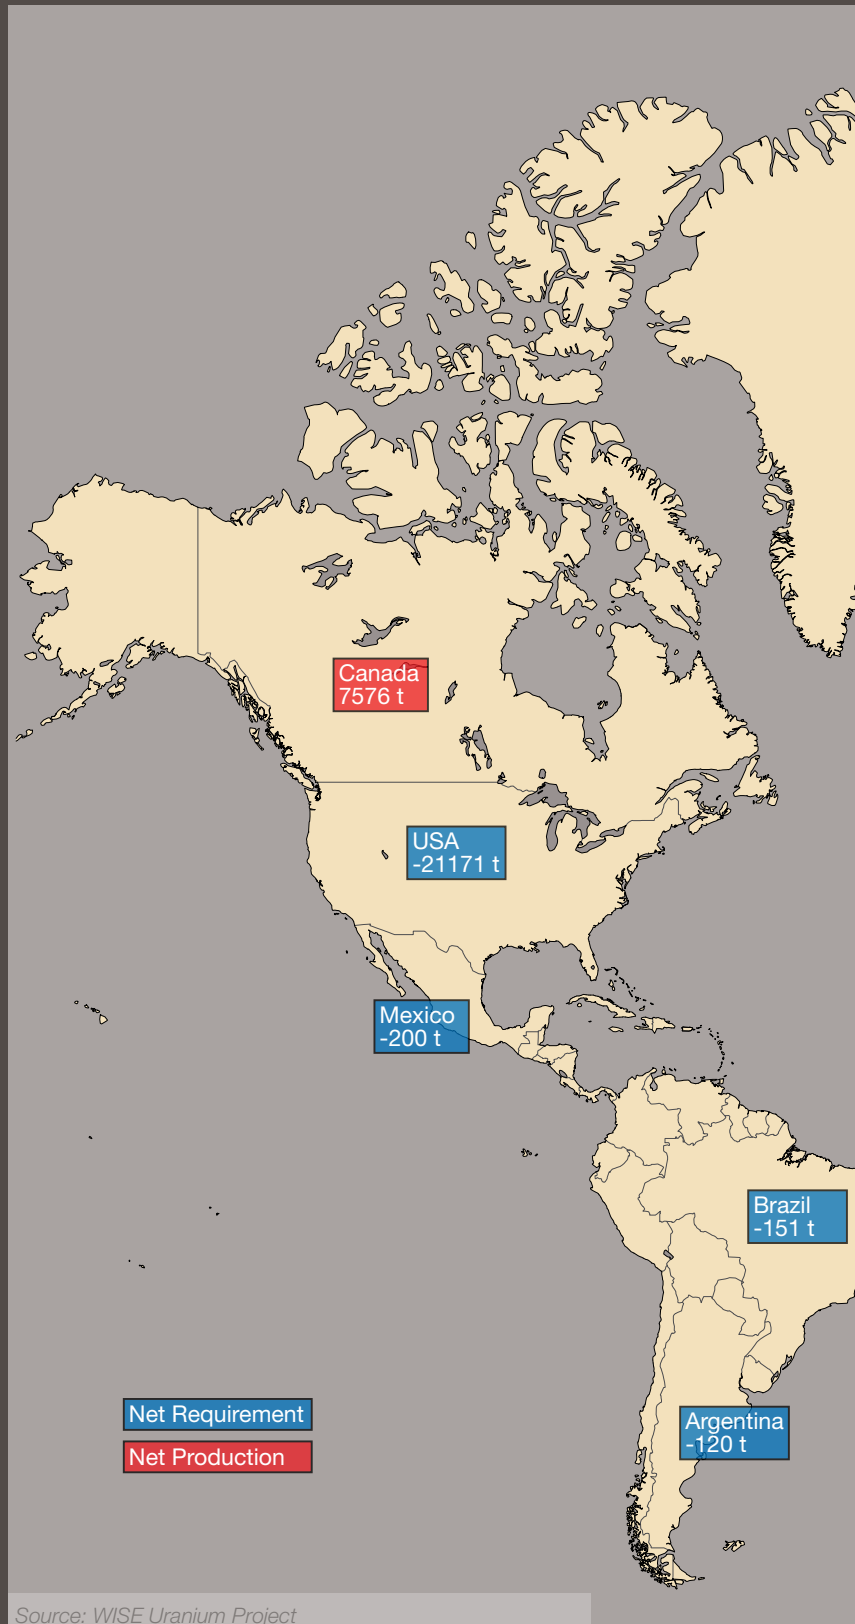 Canada
7576 t
USA
-21171 t
Mexico
-200 t
Brazil
-151 t
Net Requirement
Net Production
Argentina
-120 t
Source: WISE Uranium Project